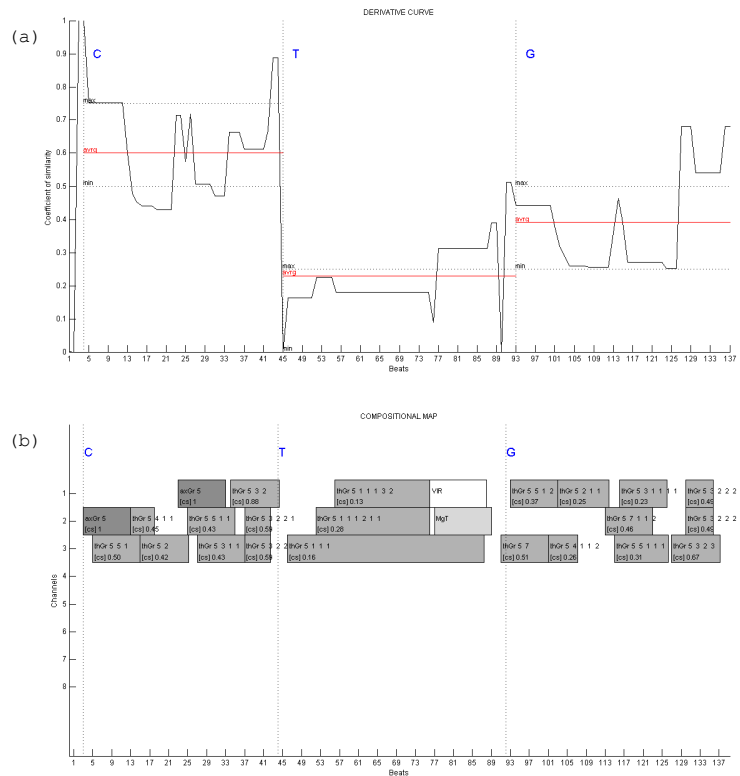 DERIVATIVE CURVE
(a)
C T G
1
0.9
0.8
0.7
0.6
0.5
0.4
0.3
0.2
0.1
0
Coefficient of similarity
max
avrg
min
max
avrg
min
max
avrg
min
1 5 9 13 17 21 25 29 33 37 41 45 49 53 57 61 65 69 73 77 81 85 89 93 97 101 105 109 113 117 121 125 129 133 137
Beats
COMPOSITIONAL MAP
(b)
C T G
1
2
3
4
5
6
7
8
Channels
exGr 5
[cs] 1
thGr 5 3 2
[cs] 0.88
thGr 5 1 1 1 3 2
[cs] 0.13
VIR
thGr 5 5 1 2
[cs] 0.37
thGr 5 2 1 1
[cs] 0.25
thGr 5 3 1 1 1 1
[cs] 0.23
thGr 5 3 2 2 2
[cs] 0.49
exGr 5
[cs] 1
thGr 5 4 1 1
[cs] 0.45
thGr 5 5 1 1
[cs] 0.43
thGr 5 3 2 2 1
[cs] 0.59
thGr 5 1 1 1 2 1 1
[cs] 0.28
MgT
thGr 5 7 1 1 2
[cs] 0.46
thGr 5 3 2 2 2
[cs] 0.49
thGr 5 5 1
[cs] 0.50
thGr 5 2
[cs] 0.42
thGr 5 3 1 1
[cs] 0.43
thGr 5 3 2 2
[cs] 0.59
thGr 5 1 1 1
[cs] 0.16
thGr 5 7
[cs] 0.51
thGr 5 4 1 1 2
[cs] 0.26
thGr 5 5 1 1 1
[cs] 0.31
thGr 5 3 2 3
[cs] 0.67
1 5 9 13 17 21 25 29 33 37 41 45 49 53 57 61 65 69 73 77 81 85 89 93 97 101 105 109 113 117 121 125 129 133 137
Beats